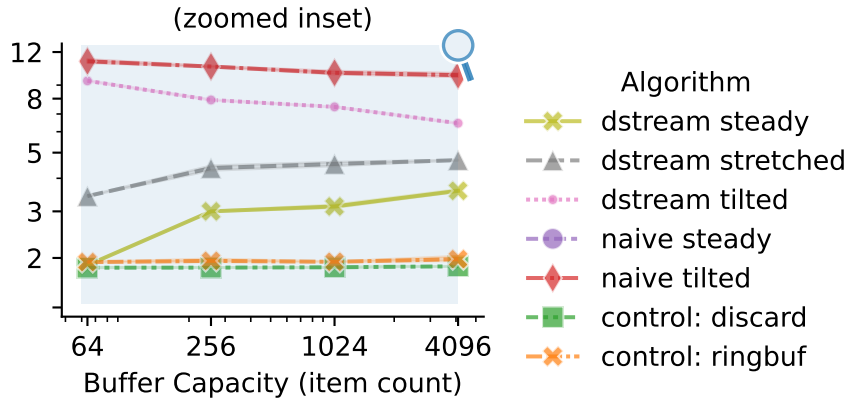 (zoomed inset)
12
8
5
3
2
64 256 1024 4096
Buffer Capacity (item count)
Algorithm
dstream steady
dstream stretched
dstream tilted
naive steady
naive tilted
control: discard
control: ringbuf